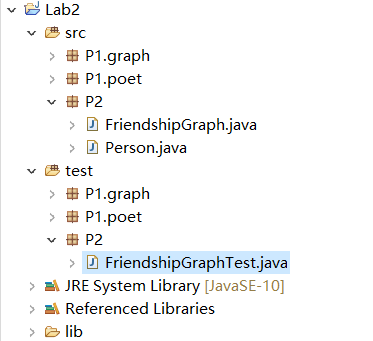 Lab2
src
P1.graph
P1.poet
P2
FriendshipGraph.java
Person.java
test
P1.graph
P1.poet
P2
FriendshipGraphTest.java
JRE System Library [JavaSE-10]
Referenced Libraries
lib